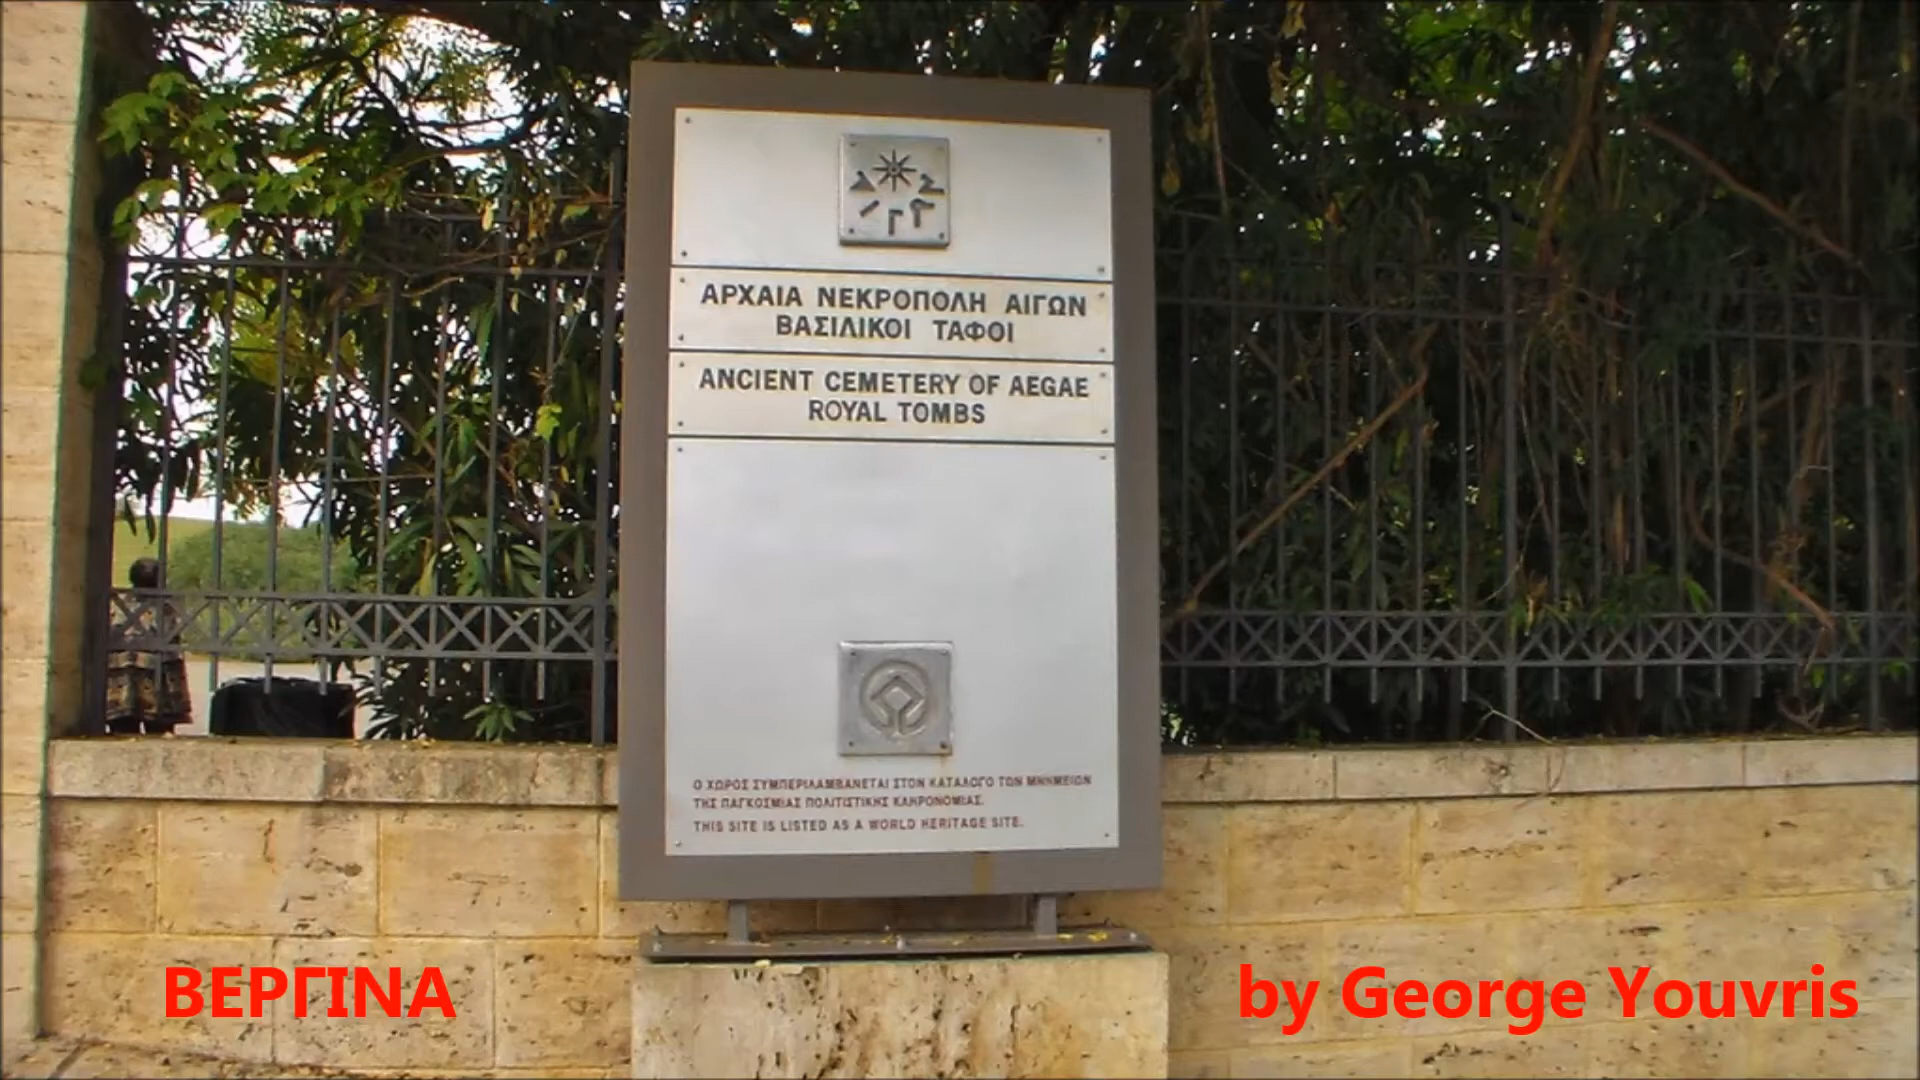 ΑΡΧΑΙΑ ΝΕΚΡΟΠΟΛΗ ΑΙΓΩΝ
ΒΑΣΙΛΙΚΟΙ ΤΑΦΟΙ
ANCIENT CEMETERY OF AEGAE
ROYAL TOMBS
Ο ΧΩΡΟΣ ΣΥΜΠΕΡΙΛΑΜΒΑΝΕΤΑΙ ΣΤΟΝ ΚΑΤΑΛΟΓΟ ΤΩΝ ΜΝΗΜΕΙΩΝ
ΤΗΣ ΠΑΓΚΟΣΜΙΑΣ ΠΟΛΙΤΙΣΤΙΚΗΣ ΚΛΗΡΟΝΟΜΙΑΣ.
THIS SITE IS LISTED AS A WORLD HERITAGE SITE.
ΒΕΡΓΙΝΑ
by George Youvris